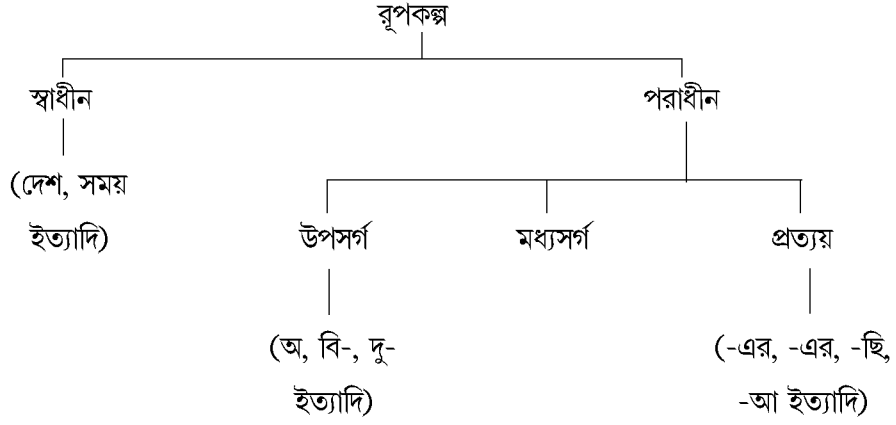 রূপকল্প
স্বাধীন পরাধীন
(দেশ, সময়
ইত্যাদি)
উপসর্গ মধ্যসর্গ প্রত্যয়
(অ, বি-, দু-
ইত্যাদি)
(-এর, -এর, -ছি,
-আ ইত্যাদি)